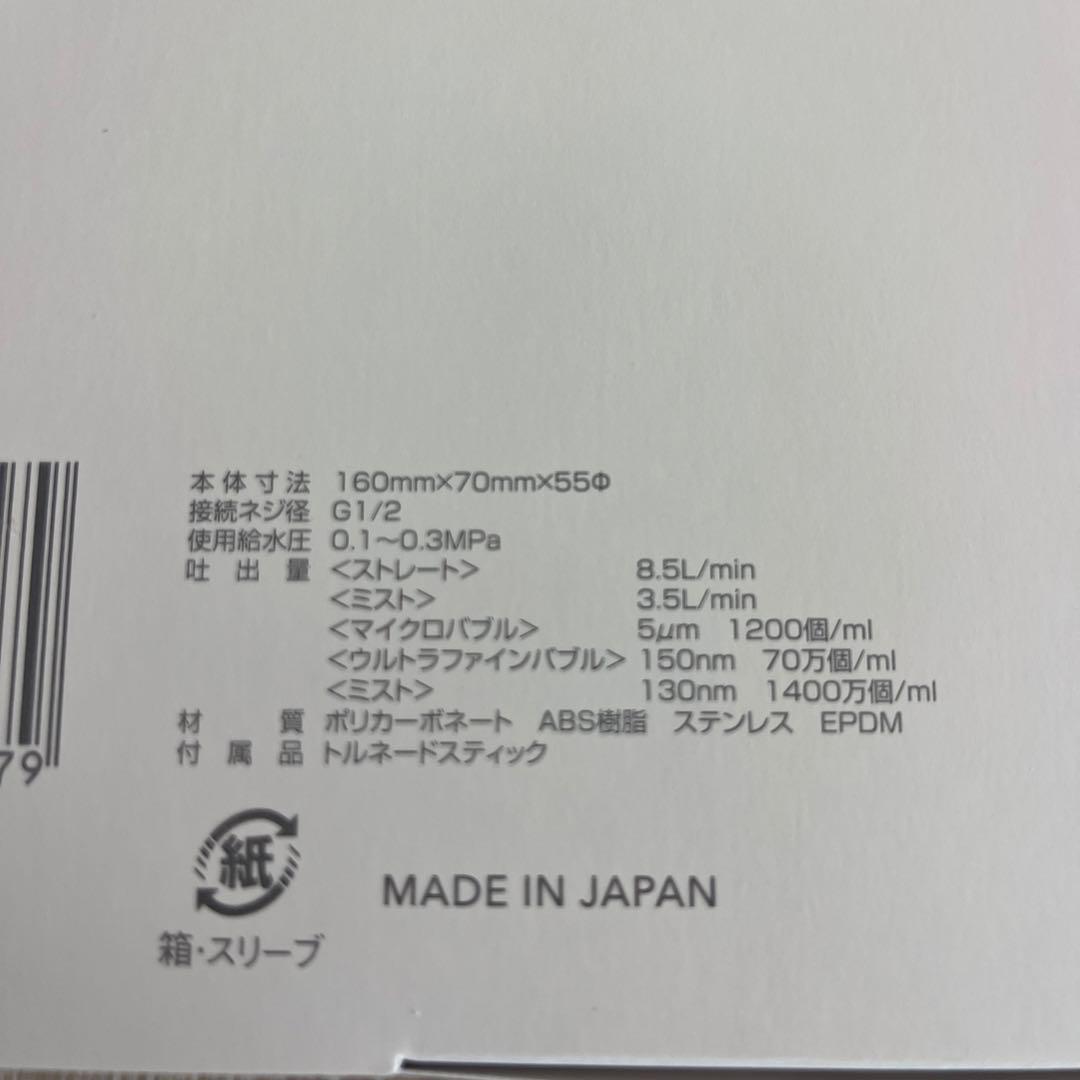 本体寸法 160mm×70mm×55Φ
接続ネジ径 G1/2
使用給水圧 0.1～0.3MPa
吐出量 <ストレート> 8.5L/min
<ミスト> 3.5L/min
<マイクロバブル> 5μm 1200個/ml
<ウルトラファインバブル> 150nm 70万個/ml
<ミスト> 130nm 1400万個/ml
材質 ポリカーボネート ABS樹脂 ステンレス EPDM
付属品 トルネードスティック
79
紙
MADE IN JAPAN
箱・スリーブ